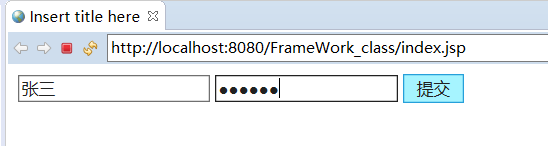 Insert title here
http://localhost:8080/FrameWork_class/index.jsp
张三 ●●●●●● 提交